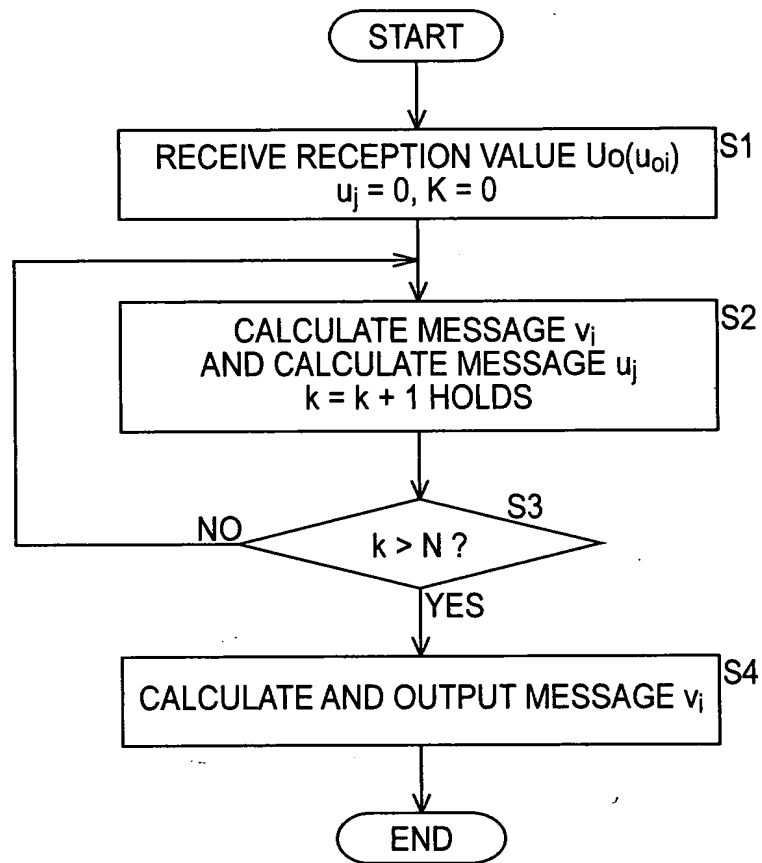 START
S1
RECEIVE RECEPTION VALUE Uo(uoi)
uj = 0, K = 0
S2
CALCULATE MESSAGE vi
AND CALCULATE MESSAGE uj
k = k + 1 HOLDS
S3
NO
k > N ?
YES
S4
CALCULATE AND OUTPUT MESSAGE vi
END